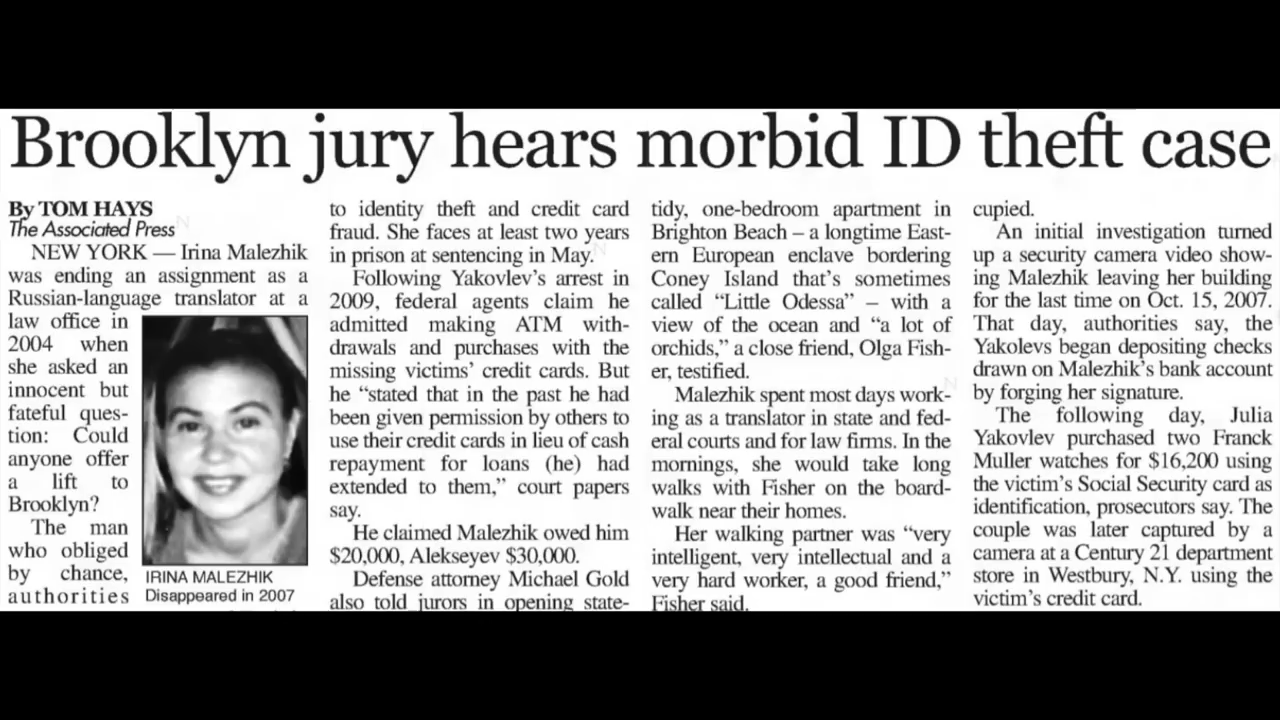 Brooklyn jury hears morbid ID theft case
By TOM HAYS
The Associated Press
NEW YORK — Irina Malezhik
was ending an assignment as a
Russian-language translator at a
law office in
2004 when
she asked an
innocent but
fateful ques-
tion: Could
anyone offer
a lift to
Brooklyn?
The man
who obliged
by chance,
authorities
IRINA MALEZHIK
Disappeared in 2007
to identity theft and credit card
fraud. She faces at least two years
in prison at sentencing in May.
Following Yakovlev's arrest in
2009, federal agents claim he
admitted making ATM with-
drawals and purchases with the
missing victims' credit cards. But
he “stated that in the past he had
been given permission by others to
use their credit cards in lieu of cash
repayment for loans (he) had
extended to them,” court papers
say.
He claimed Malezhik owed him
$20,000, Alekseyev $30,000.
Defense attorney Michael Gold
also told jurors in opening state-
tidy, one-bedroom apartment in
Brighton Beach – a longtime East-
ern European enclave bordering
Coney Island that's sometimes
called “Little Odessa” – with a
view of the ocean and “a lot of
orchids,” a close friend, Olga Fish-
er, testified.
Malezhik spent most days work-
ing as a translator in state and fed-
eral courts and for law firms. In the
mornings, she would take long
walks with Fisher on the board-
walk near their homes.
Her walking partner was “very
intelligent, very intellectual and a
very hard worker, a good friend,”
Fisher said.
cupied.
An initial investigation turned
up a security camera video show-
ing Malezhik leaving her building
for the last time on Oct. 15, 2007.
That day, authorities say, the
Yakolevs began depositing checks
drawn on Malezhik's bank account
by forging her signature.
The following day, Julia
Yakovlev purchased two Franck
Muller watches for $16,200 using
the victim's Social Security card as
identification, prosecutors say. The
couple was later captured by a
camera at a Century 21 department
store in Westbury, N.Y. using the
victim's credit card.